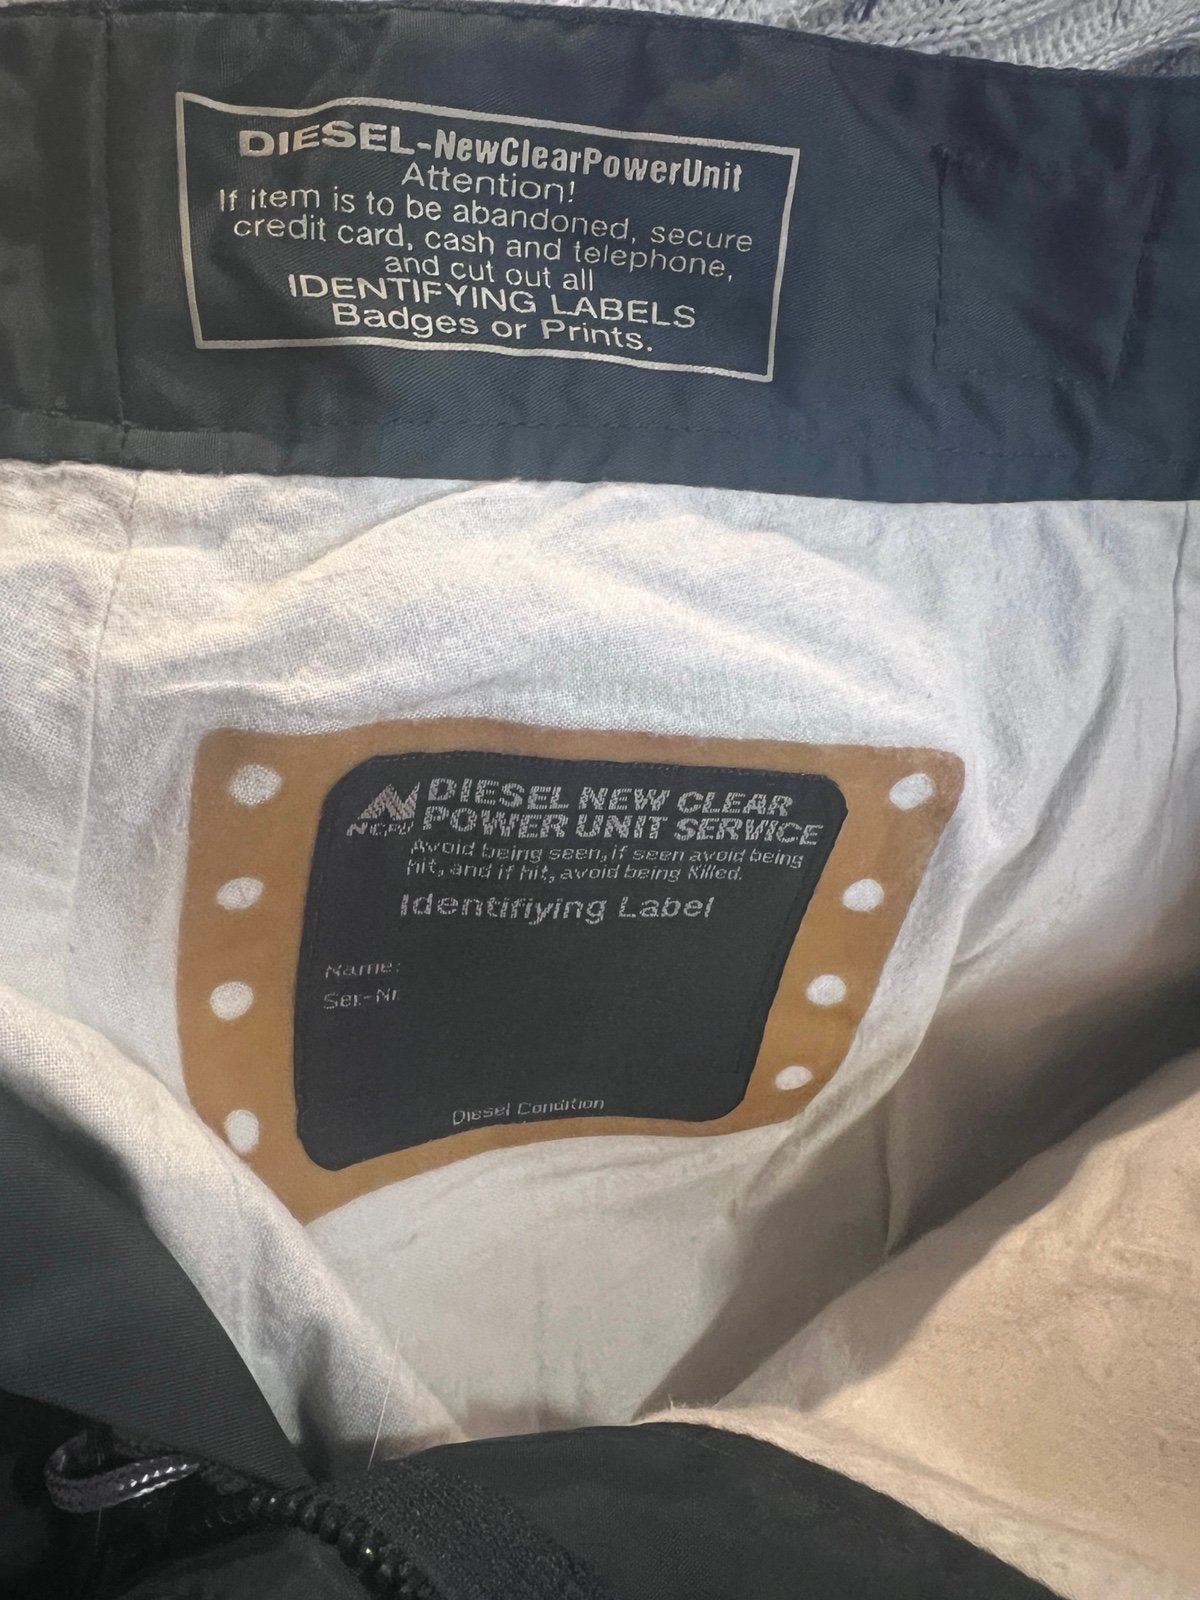 DIESEL-NewClearPowerUnit
Attention!
If item is to be abandoned, secure
credit card, cash and telephone,
and cut out all
IDENTIFYING LABELS
Badges or Prints.
NCPU
DIESEL NEW CLEAR
POWER UNIT SERVICE
Avoid being seen, if seen avoid being
hit, and if hit, avoid being Killed.
Identifiying Label
Name:
Ser.-Nr.
Diesel Condition